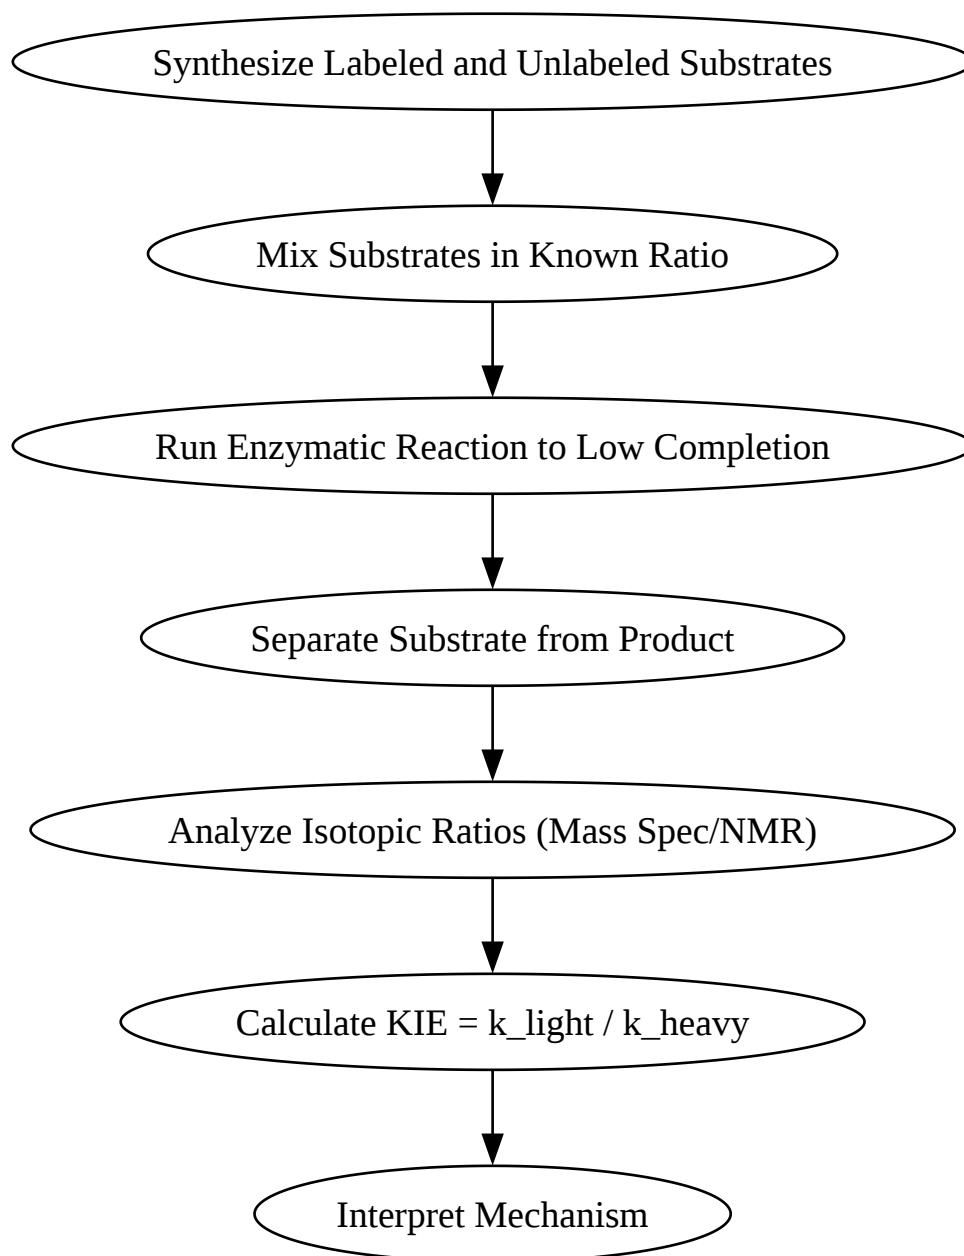 Synthesize Labeled and Unlabeled Substrates
Mix Substrates in Known Ratio
Run Enzymatic Reaction to Low Completion
Separate Substrate from Product
Analyze Isotopic Ratios (Mass Spec/NMR)
Calculate KIE = k_light / k_heavy
Interpret Mechanism